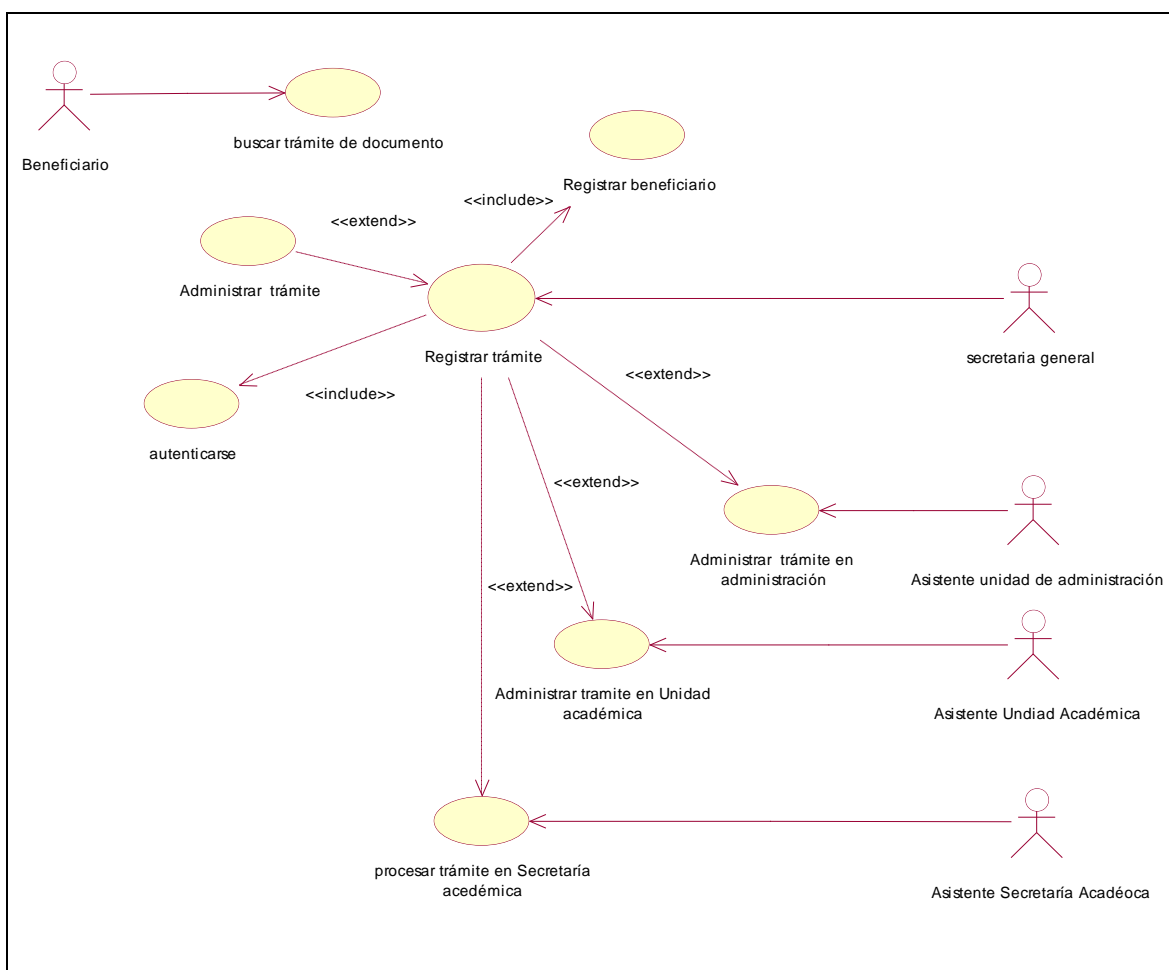 buscar trámite de documento
Beneficiario
Registrar beneficiario
<<include>>
<<extend>>
Administrar trámite
Registrar trámite
secretaria general
<<extend>>
<<include>>
autenticarse
<<extend>>
Administrar trámite en
administración
Asistente unidad de administración
<<extend>>
Administrar tramite en Unidad
académica
Asistente Undiad Académica
procesar trámite en Secretaría
acedémica
Asistente Secretaría Acadéoca